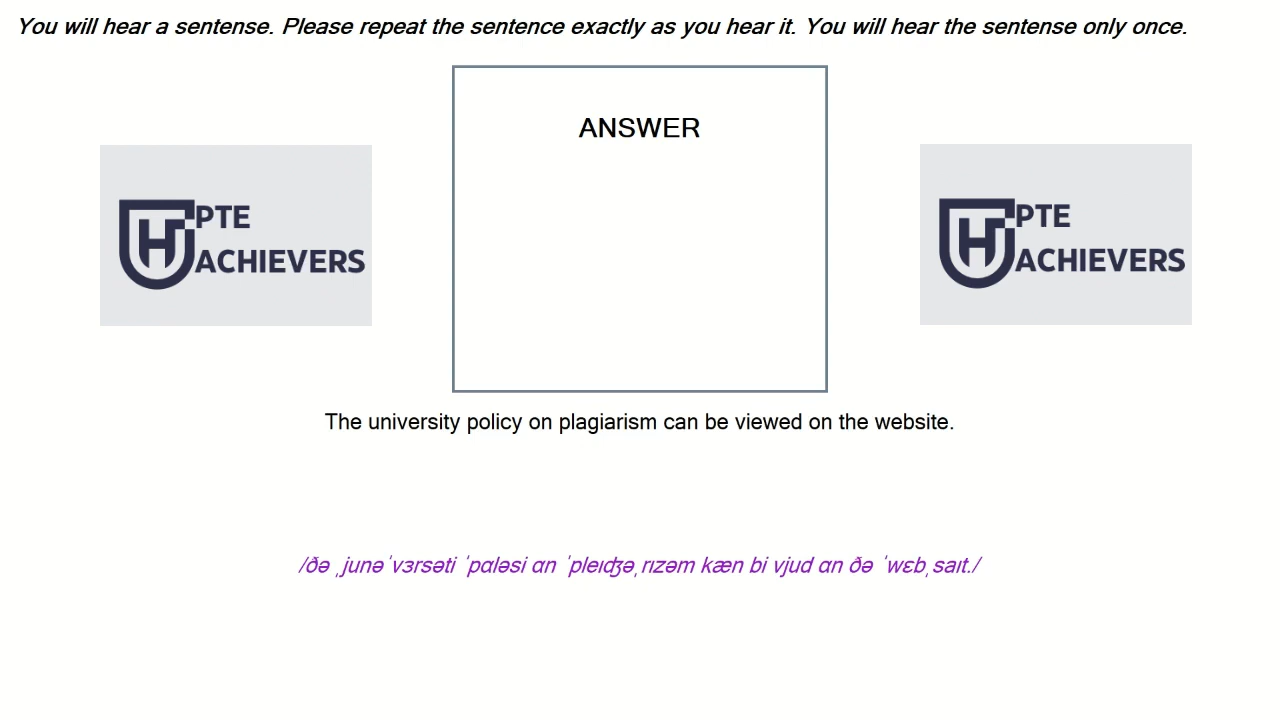 You will hear a sentense. Please repeat the sentence exactly as you hear it. You will hear the sentense only once.
ANSWER
PTE
ACHIEVERS
PTE
ACHIEVERS
The university policy on plagiarism can be viewed on the website.
/ðə ˌjunəˈvɜrsəti ˈpɑləsi ɑn ˈpleɪʤəˌrɪzəm kæn bi vjud ɑn ðə ˈwɛbˌsaɪt./